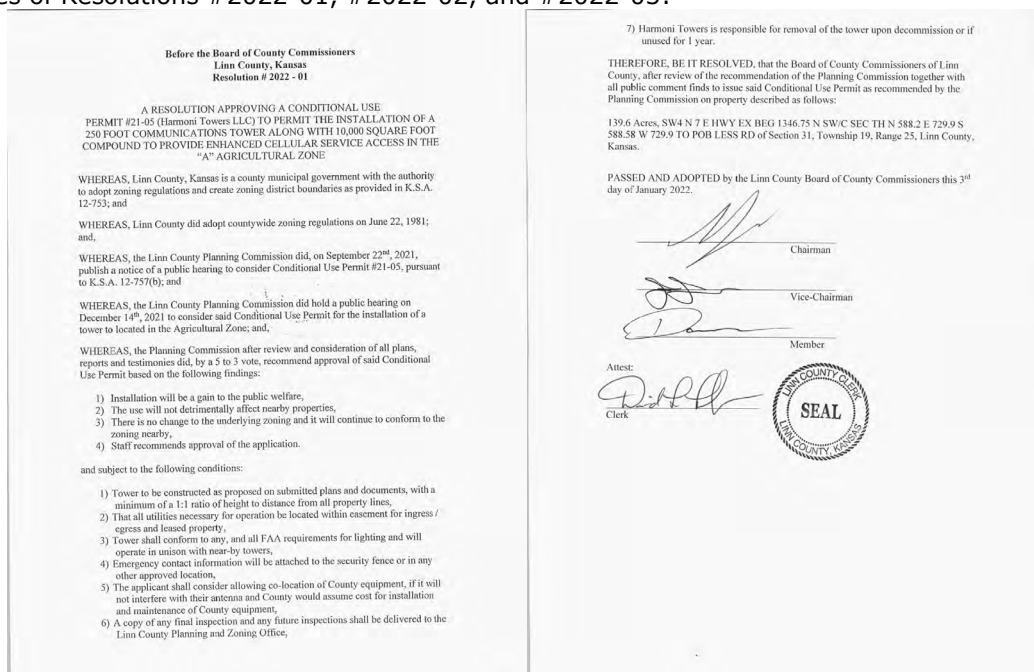 es of Resolutions #2022-01, #2022-02, and #2022-03.
Before the Board of County Commissioners
Linn County, Kansas
Resolution # 2022 - 01
A RESOLUTION APPROVING A CONDITIONAL USE
PERMIT #21-05 (Harmoni Towers LLC) TO PERMIT THE INSTALLATION OF A
250 FOOT COMMUNICATIONS TOWER ALONG WITH 10,000 SQUARE FOOT
COMPOUND TO PROVIDE ENHANCED CELLULAR SERVICE ACCESS IN THE
“A” AGRICULTURAL ZONE
WHEREAS, Linn County, Kansas is a county municipal government with the authority
to adopt zoning regulations and create zoning district boundaries as provided in K.S.A.
12-753; and
WHEREAS, Linn County did adopt countywide zoning regulations on June 22, 1981;
and,
WHEREAS, the Linn County Planning Commission did, on September 22nd, 2021,
publish a notice of a public hearing to consider Conditional Use Permit #21-05, pursuant
to K.S.A. 12-757(b); and
WHEREAS, the Linn County Planning Commission did hold a public hearing on
December 14th, 2021 to consider said Conditional Use Permit for the installation of a
tower to located in the Agricultural Zone; and,
WHEREAS, the Planning Commission after review and consideration of all plans,
reports and testimonies did, by a 5 to 3 vote, recommend approval of said Conditional
Use Permit based on the following findings:
1) Installation will be a gain to the public welfare,
2) The use will not detrimentally affect nearby properties,
3) There is no change to the underlying zoning and it will continue to conform to the
zoning nearby,
4) Staff recommends approval of the application.
and subject to the following conditions:
1) Tower to be constructed as proposed on submitted plans and documents, with a
minimum of a 1:1 ratio of height to distance from all property lines,
2) That all utilities necessary for operation be located within easement for ingress /
egress and leased property,
3) Tower shall conform to any, and all FAA requirements for lighting and will
operate in unison with near-by towers,
4) Emergency contact information will be attached to the security fence or in any
other approved location,
5) The applicant shall consider allowing co-location of County equipment, if it will
not interfere with their antenna and County would assume cost for installation
and maintenance of County equipment,
6) A copy of any final inspection and any future inspections shall be delivered to the
Linn County Planning and Zoning Office,
7) Harmoni Towers is responsible for removal of the tower upon decommission or if
unused for 1 year.
THEREFORE, BE IT RESOLVED, that the Board of County Commissioners of Linn
County, after review of the recommendation of the Planning Commission together with
all public comment finds to issue said Conditional Use Permit as recommended by the
Planning Commission on property described as follows:
139.6 Acres, SW4 N 7 E HWY EX BEG 1346.75 N SW/C SEC TH N 588.2 E 729.9 S
588.58 W 729.9 TO POB LESS RD of Section 31, Township 19, Range 25, Linn County,
Kansas.
PASSED AND ADOPTED by the Linn County Board of County Commissioners this 3rd
day of January 2022.
Chairman
Vice-Chairman
Member
Attest:
Clerk
LINN COUNTY CLERK
SEAL
LINN COUNTY, KANSAS